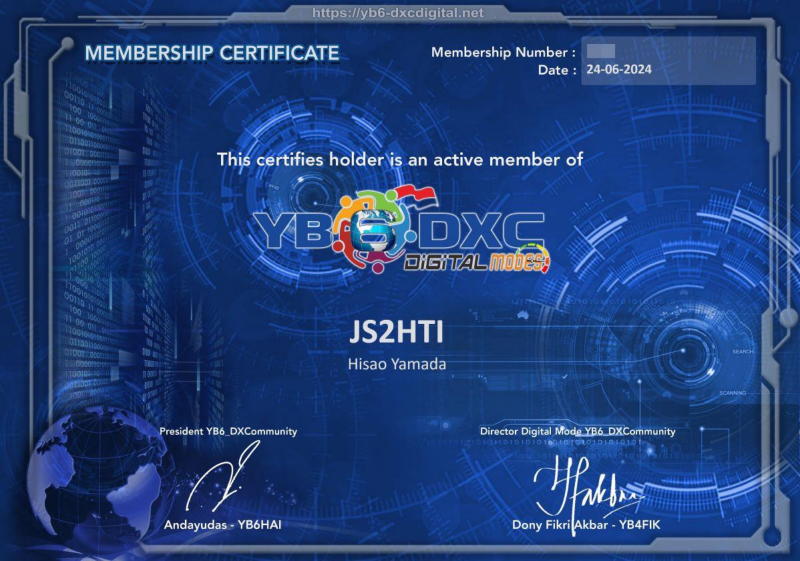 https://yb6-dxcdigital.net
MEMBERSHIP CERTIFICATE
Membership Number :
Date : 24-06-2024
This certifies holder is an active member of
YB6 DXC
DIGITAL MODES
JS2HTI
Hisao Yamada
SEARCH
SCANNING
President YB6_DXCommunity
Director Digital Mode YB6_DXCommunity
Andayudas - YB6HAI
Dony Fikri Akbar - YB4FIK